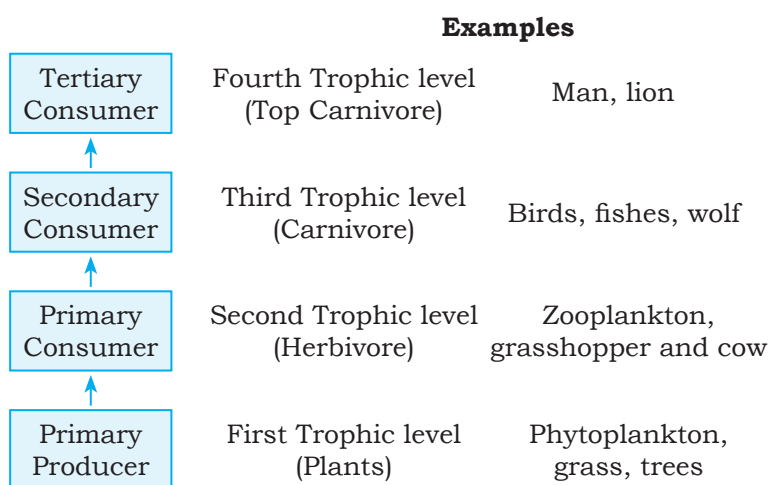 Examples
Tertiary Fourth Trophic level Man, lion
Consumer (Top Carnivore)
Secondary Third Trophic level Birds, fishes, wolf
Consumer (Carnivore)
Primary Second Trophic level Zooplankton,
Consumer (Herbivore) grasshopper and cow
Primary First Trophic level Phytoplankton,
Producer (Plants) grass, trees